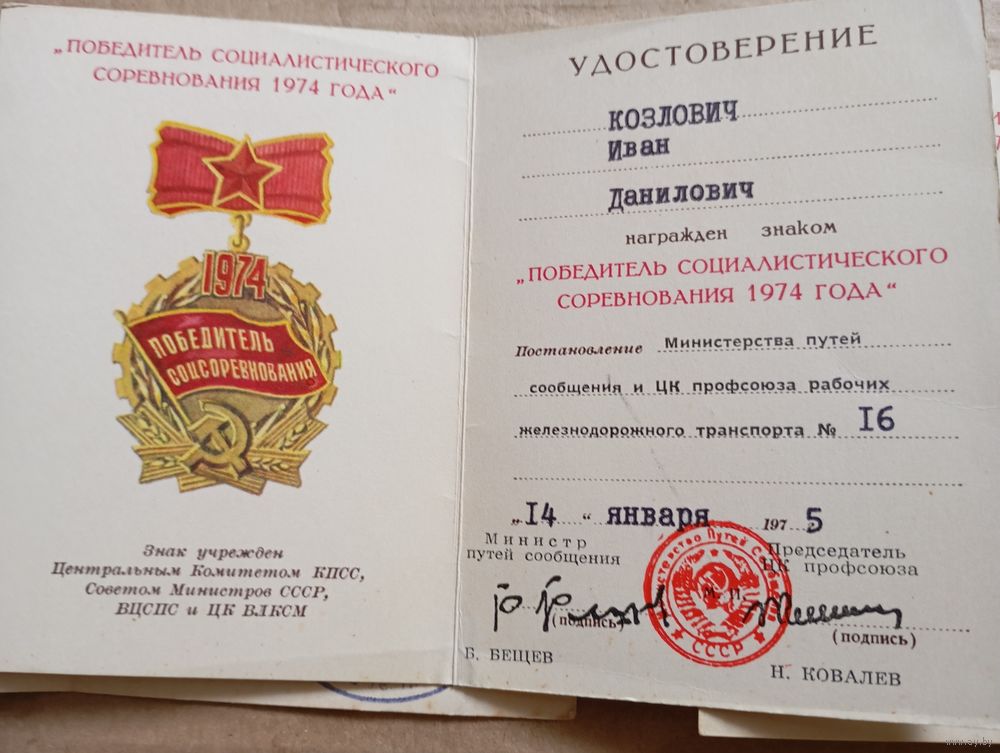 „ПОБЕДИТЕЛЬ СОЦИАЛИСТИЧЕСКОГО
СОРЕВНОВАНИЯ 1974 ГОДА“
1974
ПОБЕДИТЕЛЬ
СОЦСОРЕВНОВАНИЯ
Знак учрежден
Центральным Комитетом КПСС,
Советом Министров СССР,
ВЦСПС и ЦК ВЛКСМ
УДОСТОВЕРЕНИЕ
КОЗЛОВИЧ
Иван
Данилович
награжден знаком
„ПОБЕДИТЕЛЬ СОЦИАЛИСТИЧЕСКОГО
СОРЕВНОВАНИЯ 1974 ГОДА“
Постановление Министерства путей
сообщения и ЦК профсоюза рабочих
железнодорожного транспорта № I6
„14“ января 1975
Министр
путей сообщения
Председатель
ЦК профсоюза
М. П.
СССР
(подпись)
(подпись)
Б. БЕЩЕВ
Н. КОВАЛЕВ